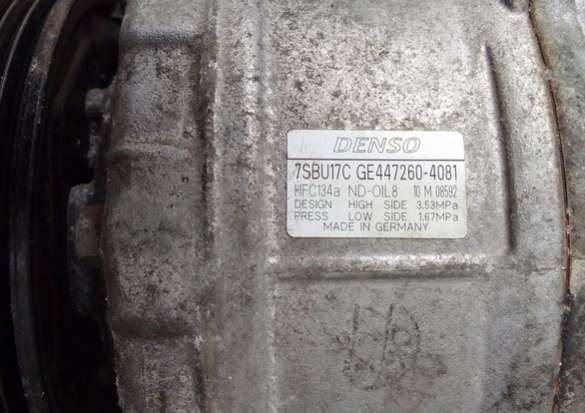 DENSO
7SBU17C GE447260-4081
HFC134a ND-OIL8 10 M 08592
DESIGN HIGH SIDE 3.53MPa
PRESS LOW SIDE 1.67MPa
MADE IN GERMANY